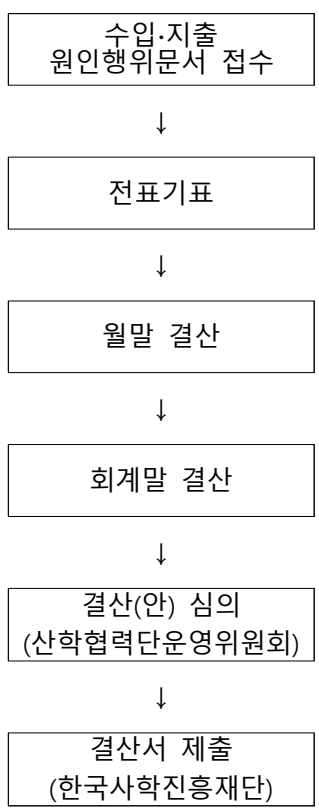 수입·지출
원인행위문서 접수
↓
전표기표
↓
월말 결산
↓
회계말 결산
↓
결산(안) 심의
(산학협력단운영위원회)
↓
결산서 제출
(한국사학진흥재단)